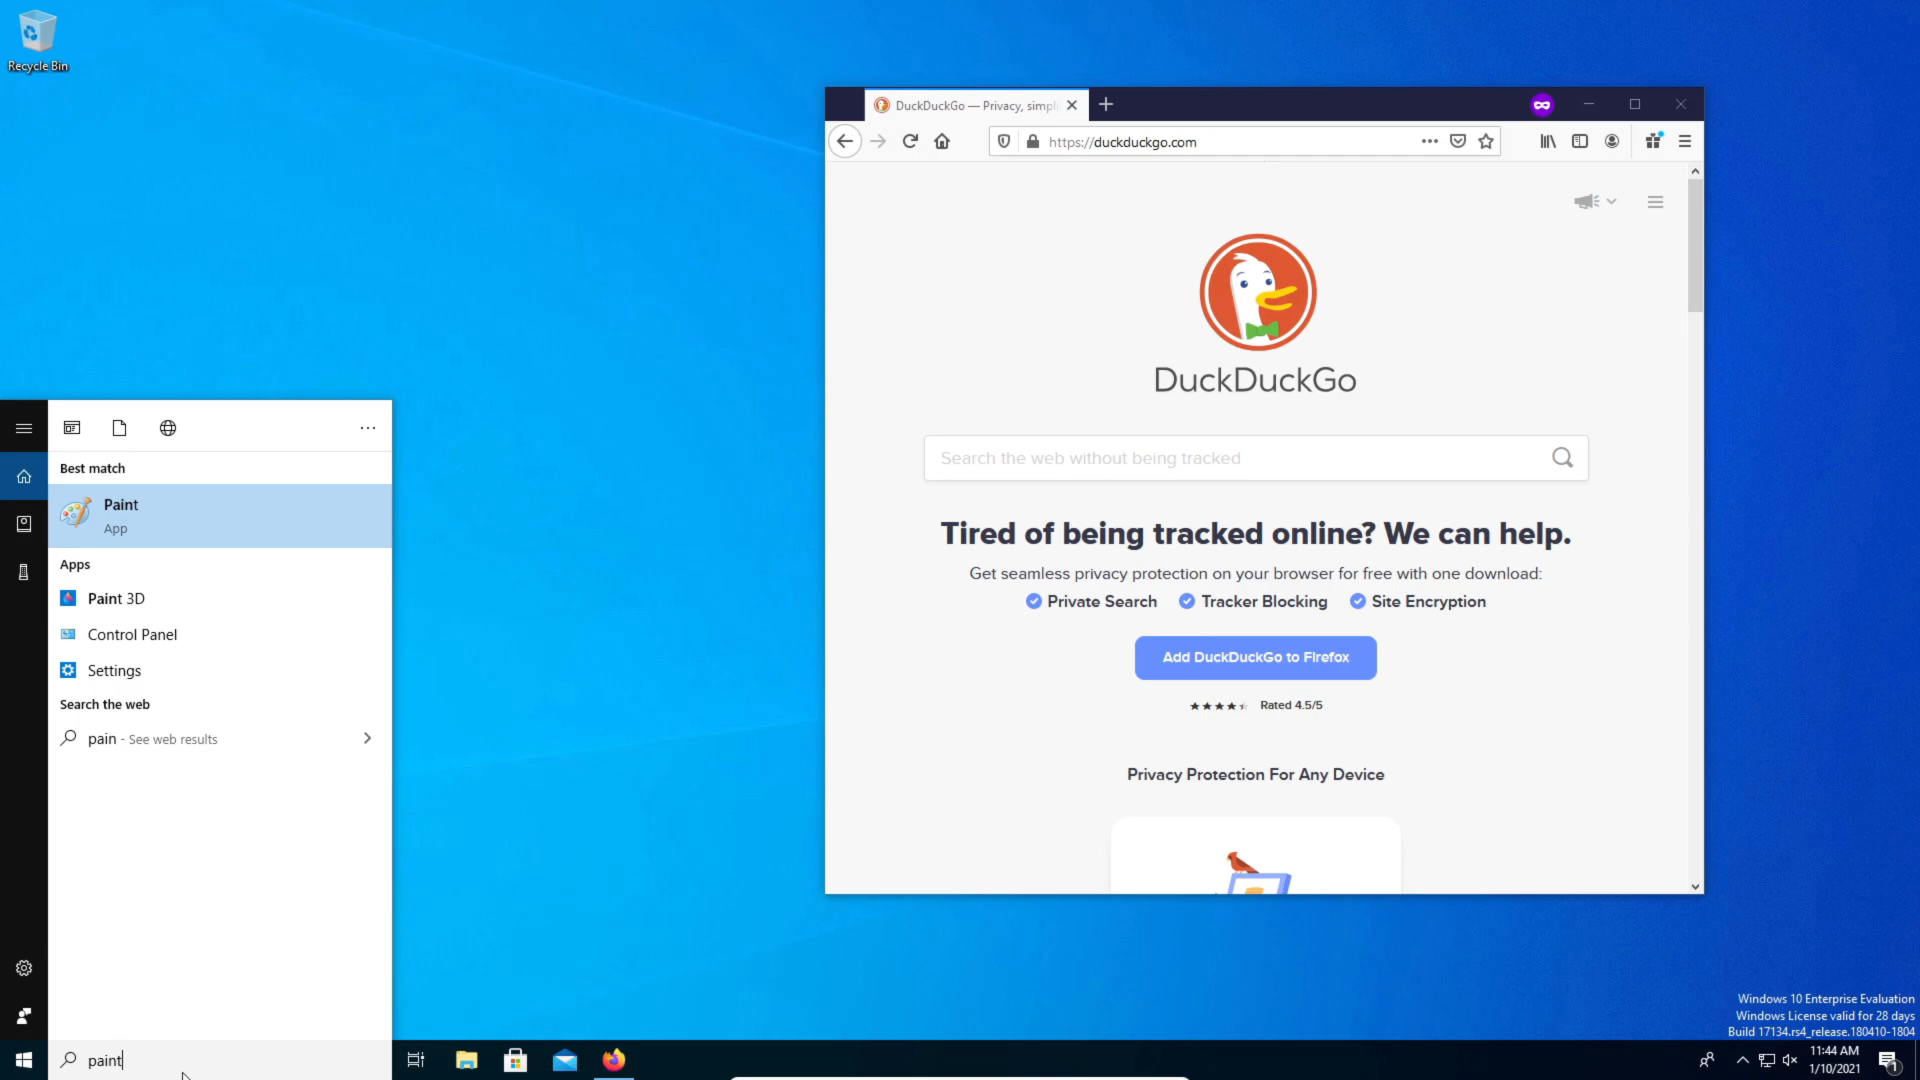 Recycle Bin
DuckDuckGo — Privacy, simpli
https://duckduckgo.com
DuckDuckGo
Search the web without being tracked
Tired of being tracked online? We can help.
Get seamless privacy protection on your browser for free with one download:
Private Search Tracker Blocking Site Encryption
Add DuckDuckGo to Firefox
Rated 4.5/5
Privacy Protection For Any Device
Best match
Paint
App
Apps
Paint 3D
Control Panel
Settings
Search the web
pain - See web results
paint
Windows 10 Enterprise Evaluation
Windows License valid for 28 days
Build 17134.rs4_release.180410-1804
11:44 AM
1/10/2021
1